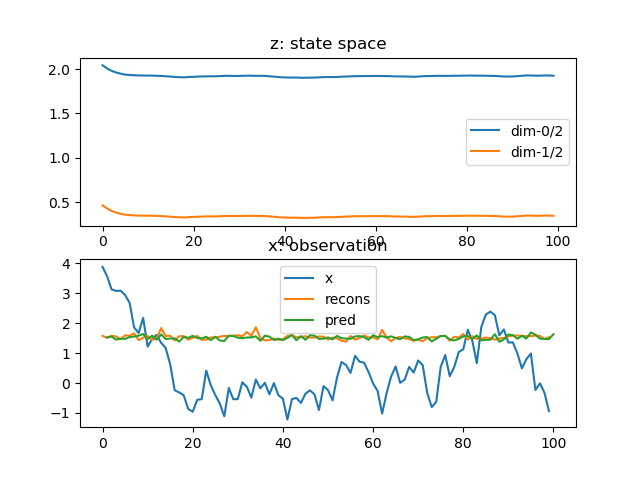 z: state space
2.0
1.5
1.0
0.5
dim-0/2
dim-1/2
0 20 40 60 80 100
x: observation
4
3
2
1
0
−1
x
recons
pred
0 20 40 60 80 100